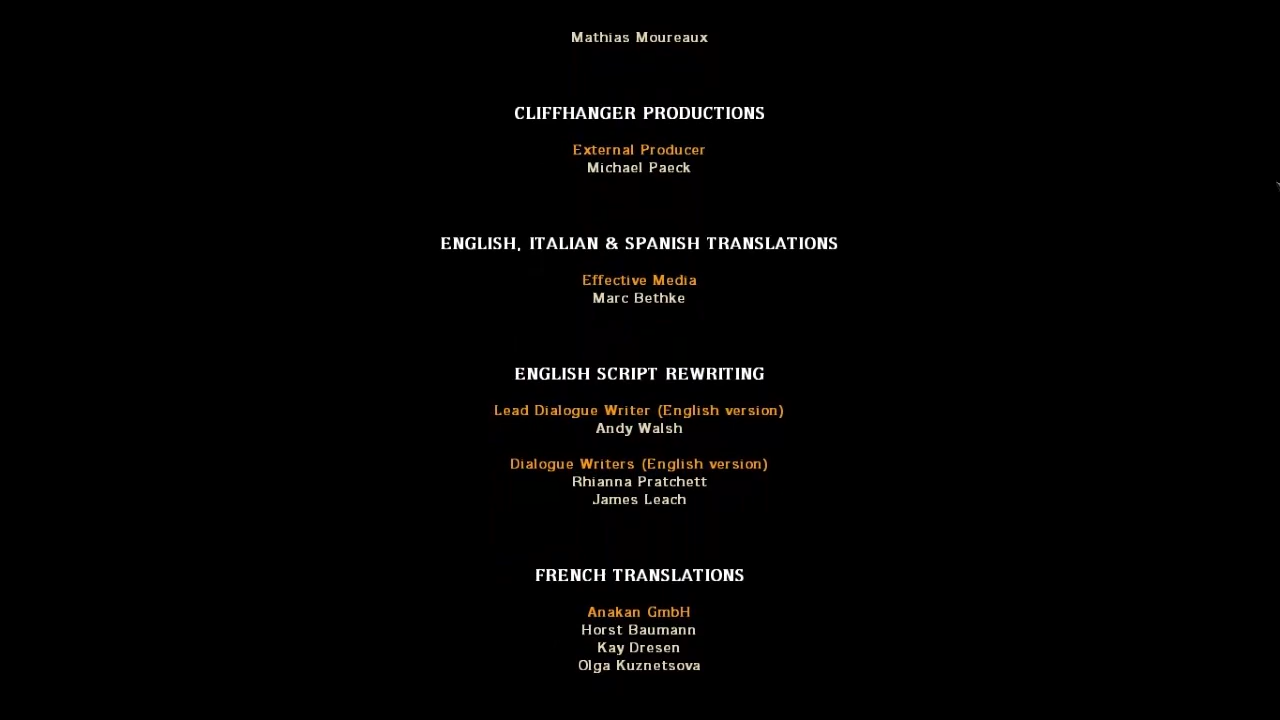 Mathias Moureaux
CLIFFHANGER PRODUCTIONS
External Producer
Michael Paeck
ENGLISH, ITALIAN & SPANISH TRANSLATIONS
Effective Media
Marc Bethke
ENGLISH SCRIPT REWRITING
Lead Dialogue Writer (English version)
Andy Walsh
Dialogue Writers (English version)
Rhianna Pratchett
James Leach
FRENCH TRANSLATIONS
Anakan GmbH
Horst Baumann
Kay Dresen
Olga Kuznetsova